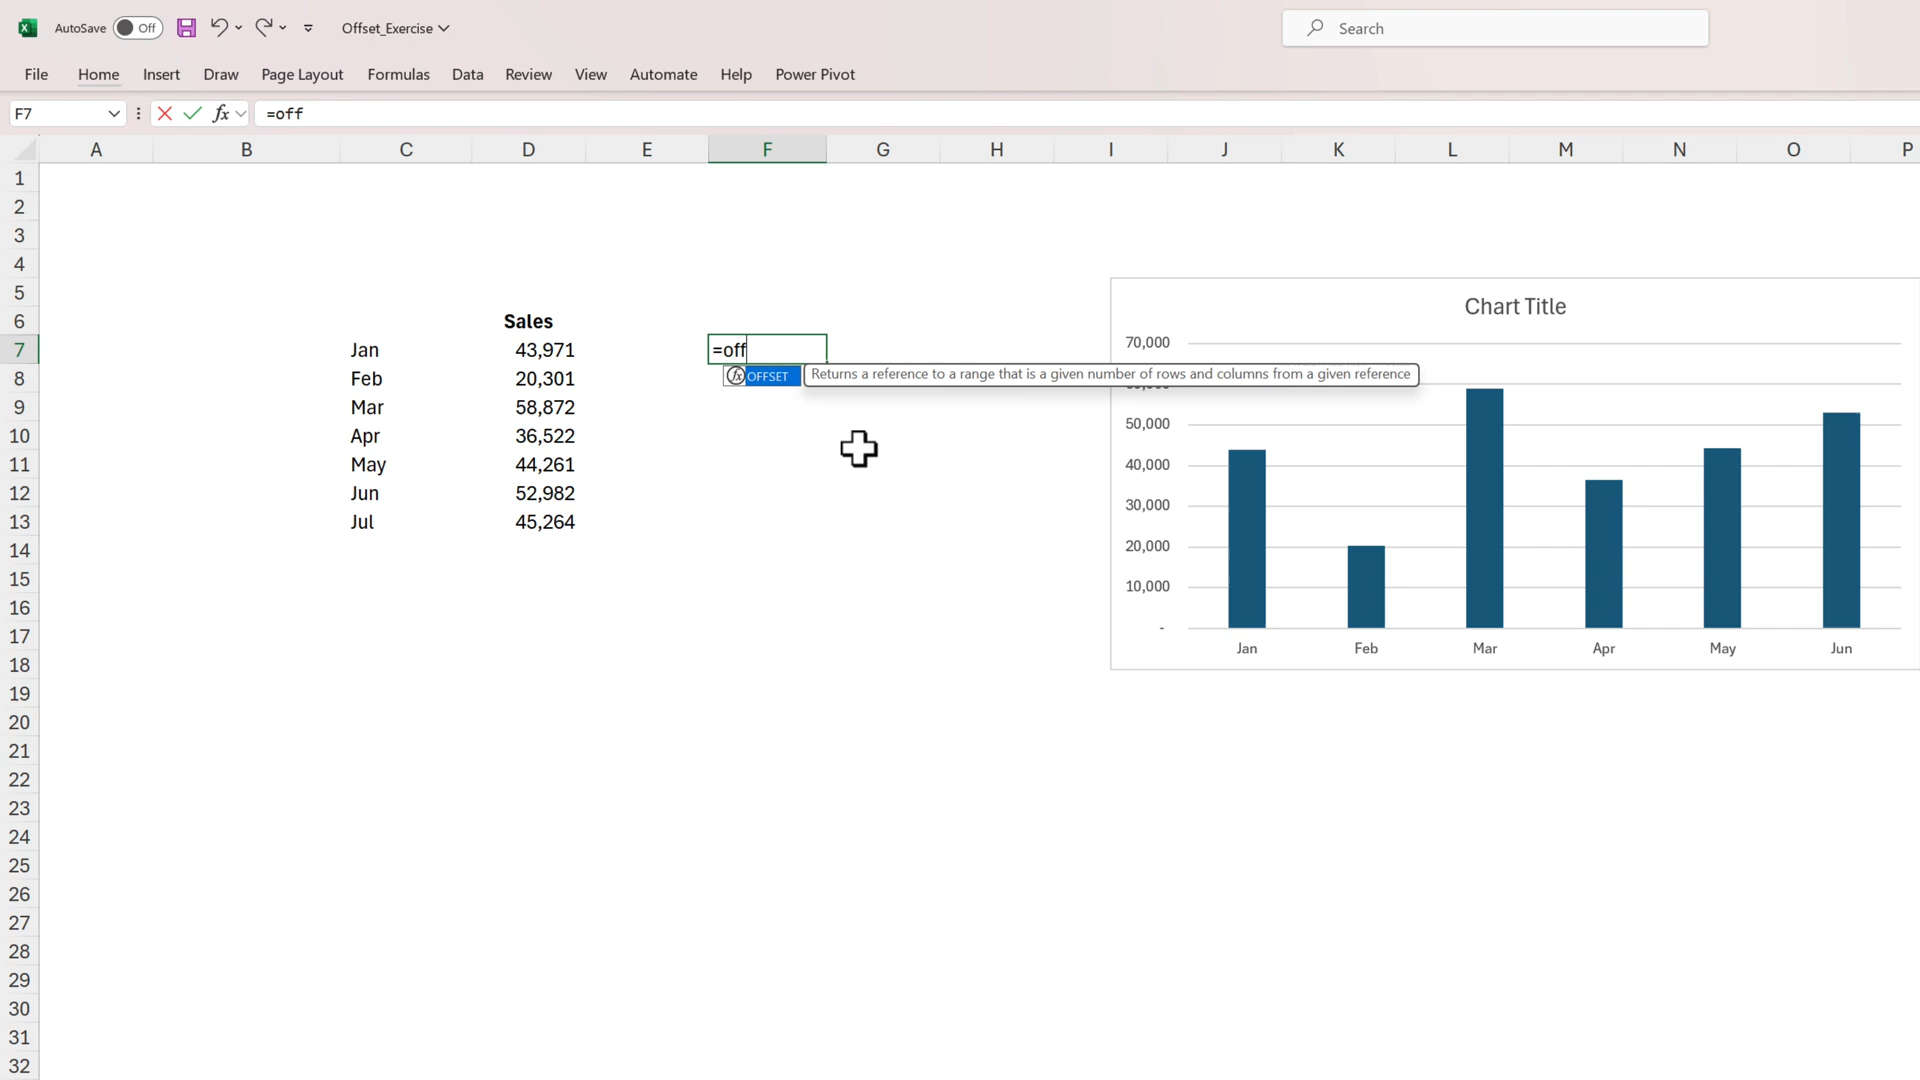 AutoSave Off Offset_Exercise Search
File Home Insert Draw Page Layout Formulas Data Review View Automate Help Power Pivot
F7 fx =off
A B C D E F G H I J K L M N O P
1
2
3
4
5
6 Sales
7 Jan 43,971 =off
8 Feb 20,301 fx OFFSET Returns a reference to a range that is a given number of rows and columns from a given reference
9 Mar 58,872
10 Apr 36,522
11 May 44,261
12 Jun 52,982
13 Jul 45,264
14
15
16
17
18
19
20
21
22
23
24
25
26
27
28
29
30
31
32
Chart Title
70,000
50,000
40,000
30,000
20,000
10,000
-
Jan Feb Mar Apr May Jun